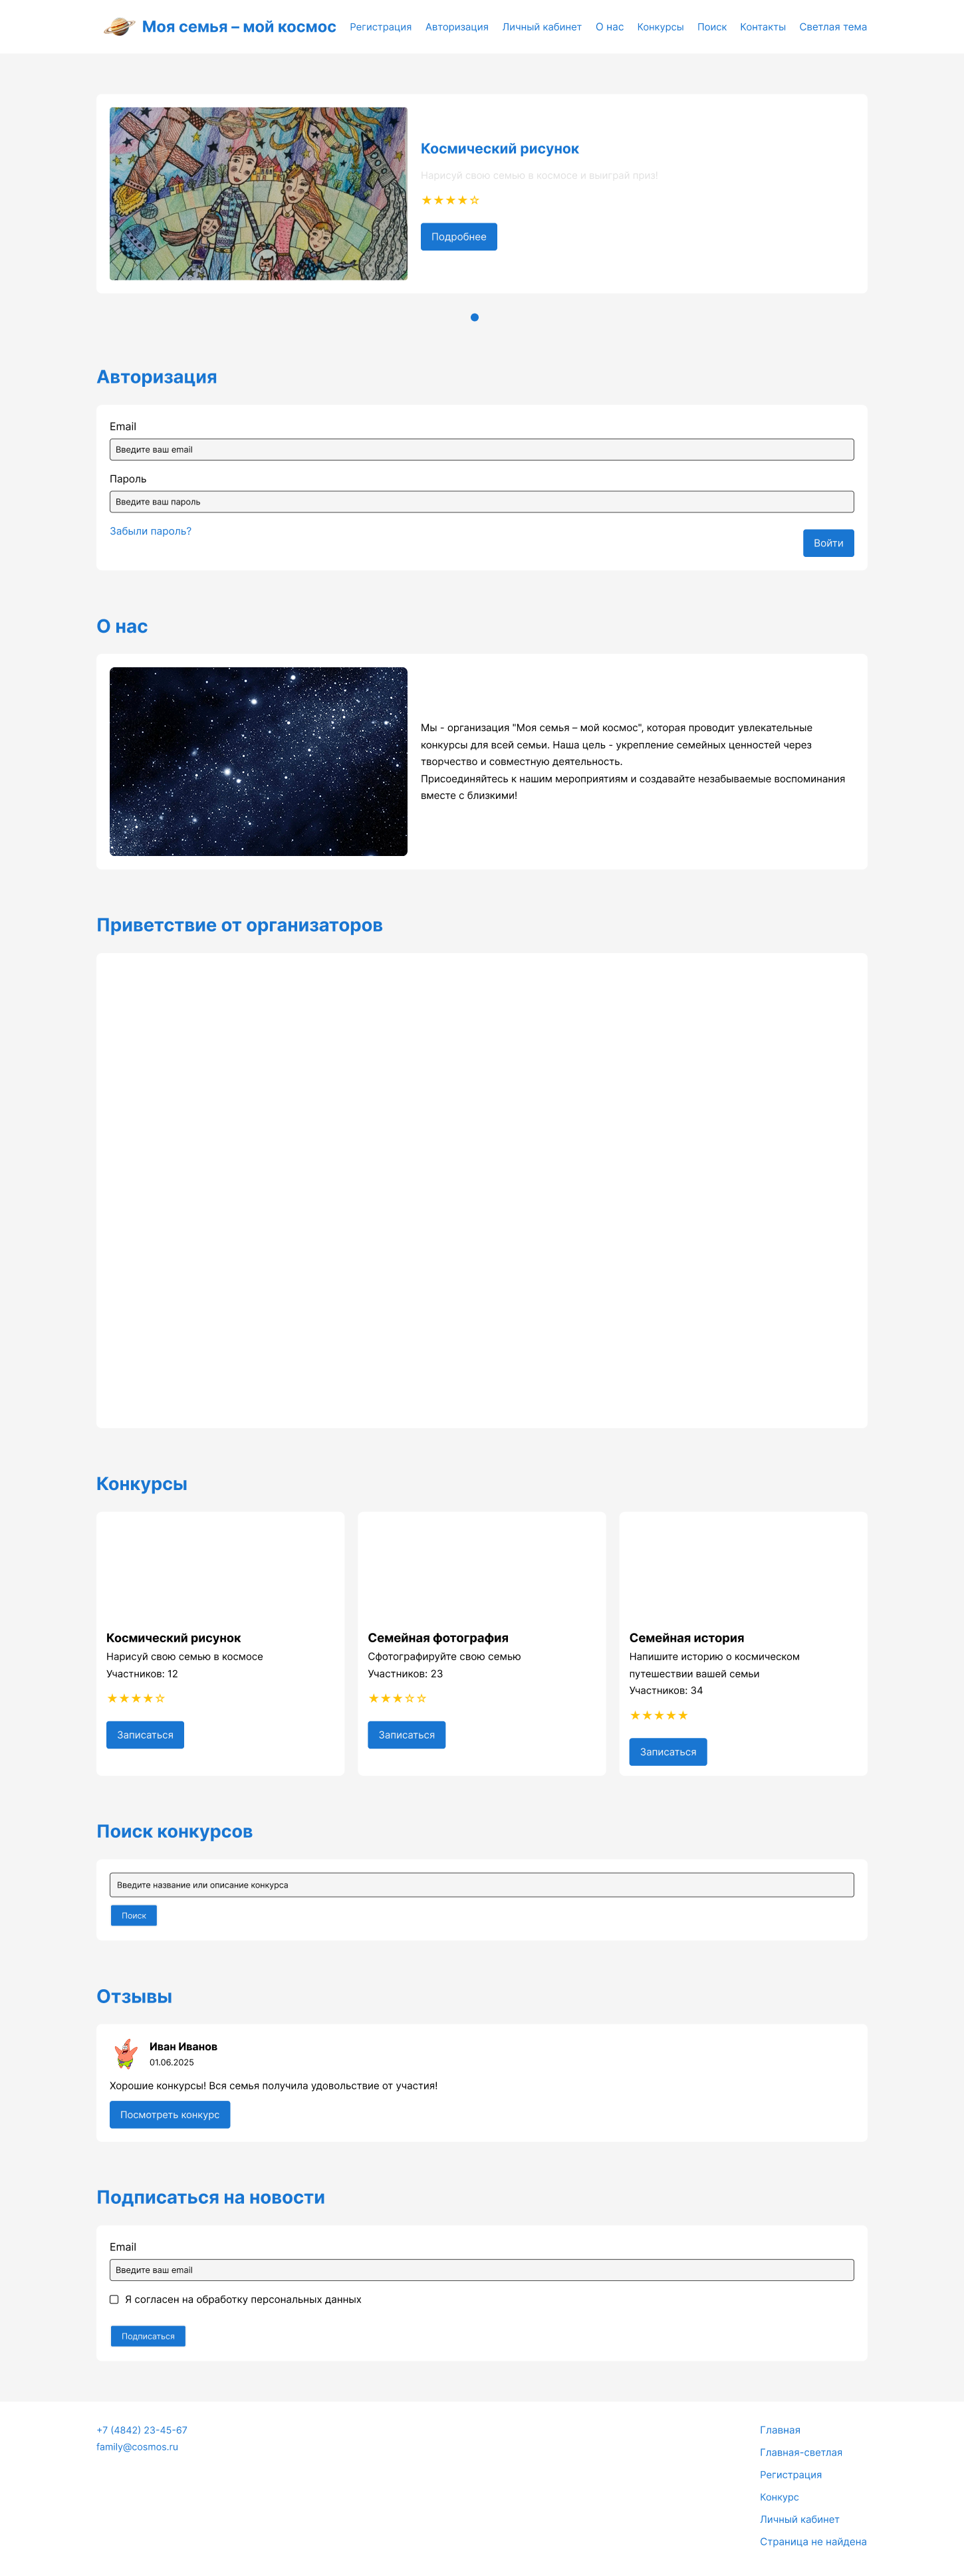 Моя семья – мой космос Регистрация Авторизация Личный кабинет О нас Конкурсы Поиск Контакты Светлая тема
Космический рисунок
Нарисуй свою семью в космосе и выиграй приз!
★★★★☆
Подробнее
Авторизация
Email
Введите ваш email
Пароль
Введите ваш пароль
Забыли пароль?
Войти
О нас
Мы - организация "Моя семья – мой космос", которая проводит увлекательные
конкурсы для всей семьи. Наша цель - укрепление семейных ценностей через
творчество и совместную деятельность.
Присоединяйтесь к нашим мероприятиям и создавайте незабываемые воспоминания
вместе с близкими!
Приветствие от организаторов
Конкурсы
Космический рисунок
Нарисуй свою семью в космосе
Участников: 12
★★★★☆
Записаться
Семейная фотография
Сфотографируйте свою семью
Участников: 23
★★★☆☆
Записаться
Семейная история
Напишите историю о космическом
путешествии вашей семьи
Участников: 34
★★★★★
Записаться
Поиск конкурсов
Введите название или описание конкурса
Поиск
Отзывы
Иван Иванов
01.06.2025
Хорошие конкурсы! Вся семья получила удовольствие от участия!
Посмотреть конкурс
Подписаться на новости
Email
Введите ваш email
Я согласен на обработку персональных данных
Подписаться
+7 (4842) 23-45-67
family@cosmos.ru
Главная
Главная-светлая
Регистрация
Конкурс
Личный кабинет
Страница не найдена